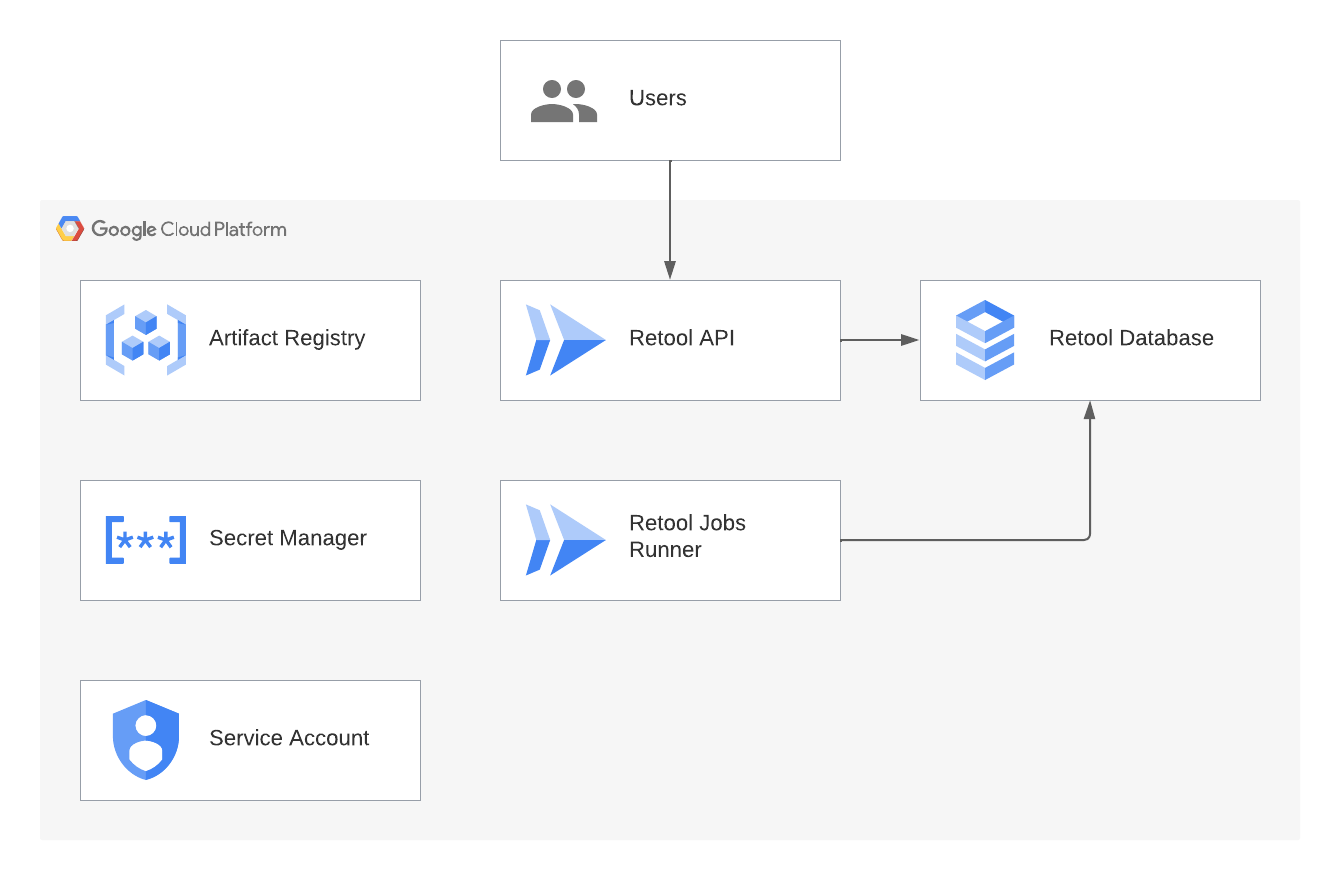 Users
Google Cloud Platform
Artifact Registry
Retool API
Retool Database
Secret Manager
Retool Jobs
Runner
Service Account